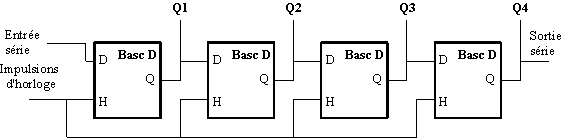 Q1 Q2 Q3 Q4
Entrée
série
Basc D Basc D Basc D Basc D
Sortie
série
D D D D
Impulsions
d'horloge
Q Q Q Q
H H H H